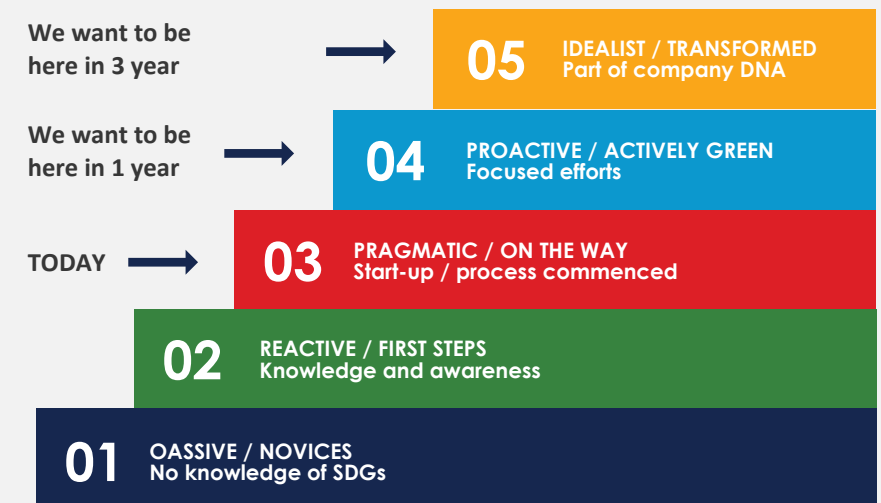 We want to be
here in 3 year
05
IDEALIST / TRANSFORMED
Part of company DNA
We want to be
here in 1 year
04
PROACTIVE / ACTIVELY GREEN
Focused efforts
TODAY
03
PRAGMATIC / ON THE WAY
Start-up / process commenced
02
REACTIVE / FIRST STEPS
Knowledge and awareness
01
OASSIVE / NOVICES
No knowledge of SDGs